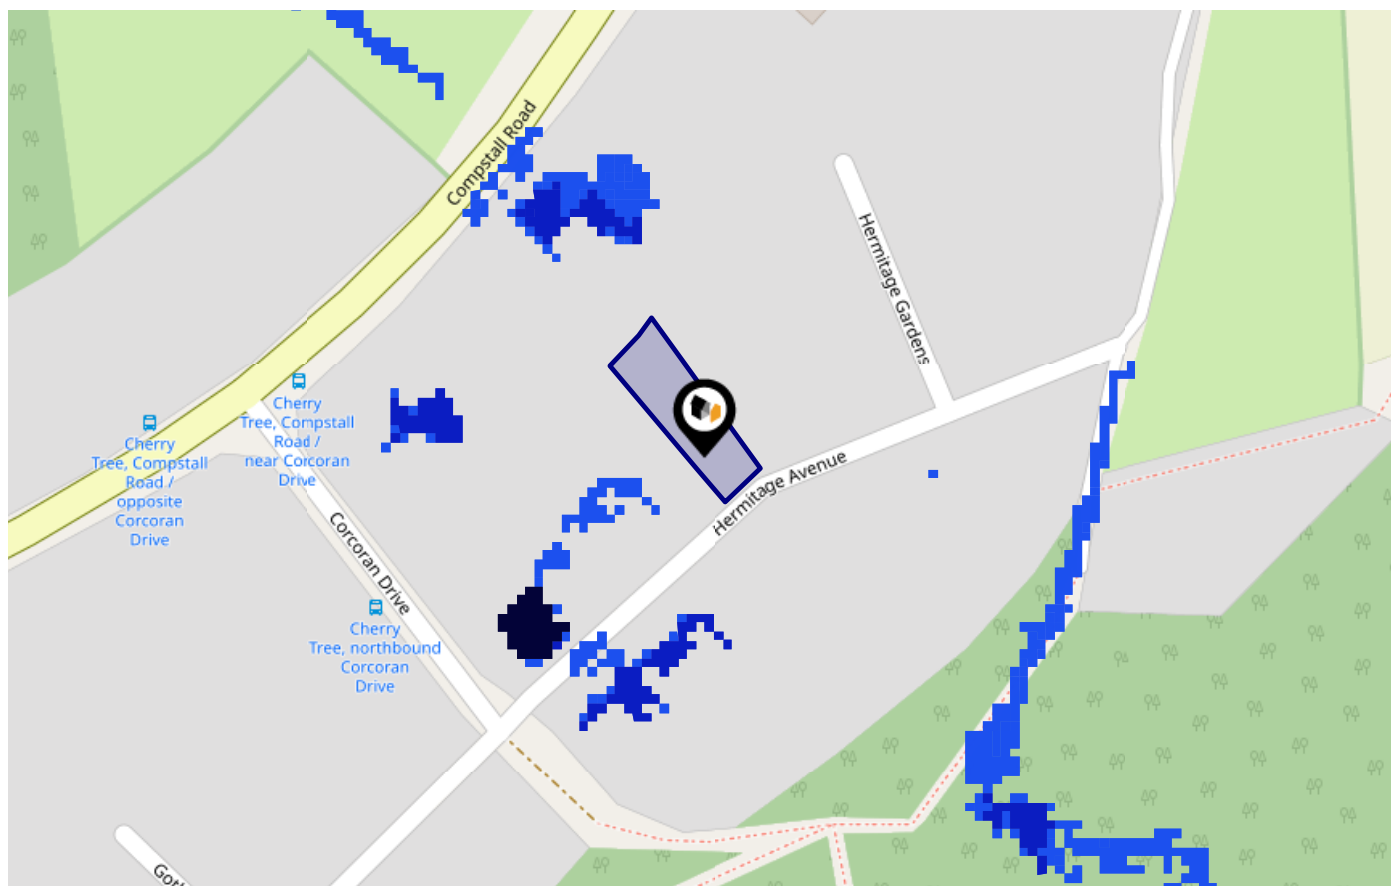 Compstall Road
Hermitage Gardens
Cherry
Tree, Compstall
Road /
near Corcoran
Drive
Cherry
Tree, Compstall
Road /
opposite
Corcoran
Drive
Hermitage Avenue
Corcoran Drive
Cherry
Tree, northbound
Corcoran
Drive